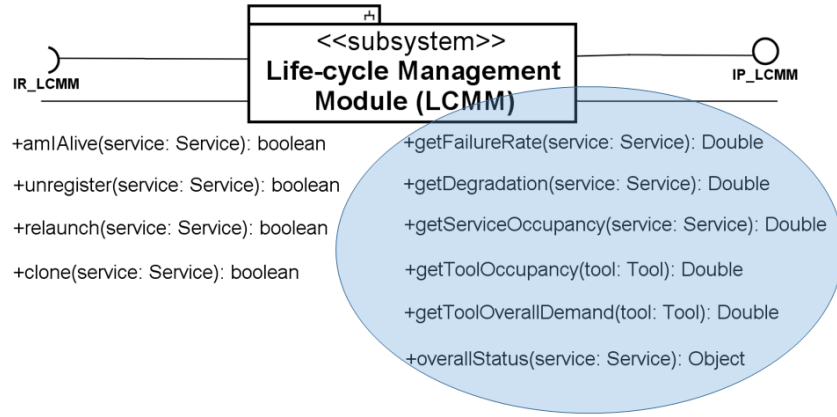 <<subsystem>>
Life-cycle Management
Module (LCMM)
IR_LCMM
IP_LCMM
+amIAlive(service: Service): boolean
+unregister(service: Service): boolean
+relaunch(service: Service): boolean
+clone(service: Service): boolean
+getFailureRate(service: Service): Double
+getDegradation(service: Service): Double
+getServiceOccupancy(service: Service): Double
+getToolOccupancy(tool: Tool): Double
+getToolOverallDemand(tool: Tool): Double
+overallStatus(service: Service): Object